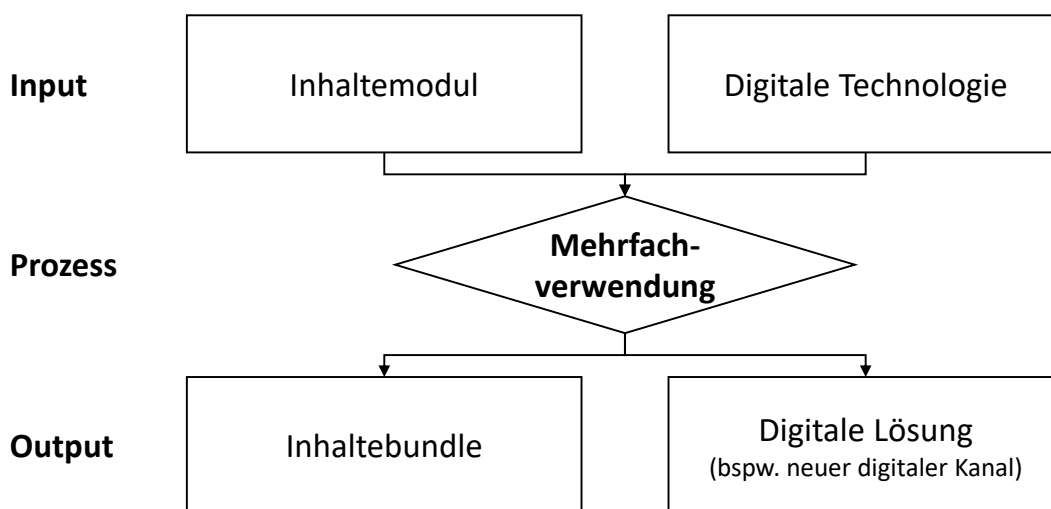 Input
Inhaltemodul
Digitale Technologie
Prozess
Mehrfach-
verwendung
Output
Inhaltebundle
Digitale Lösung
(bspw. neuer digitaler Kanal)